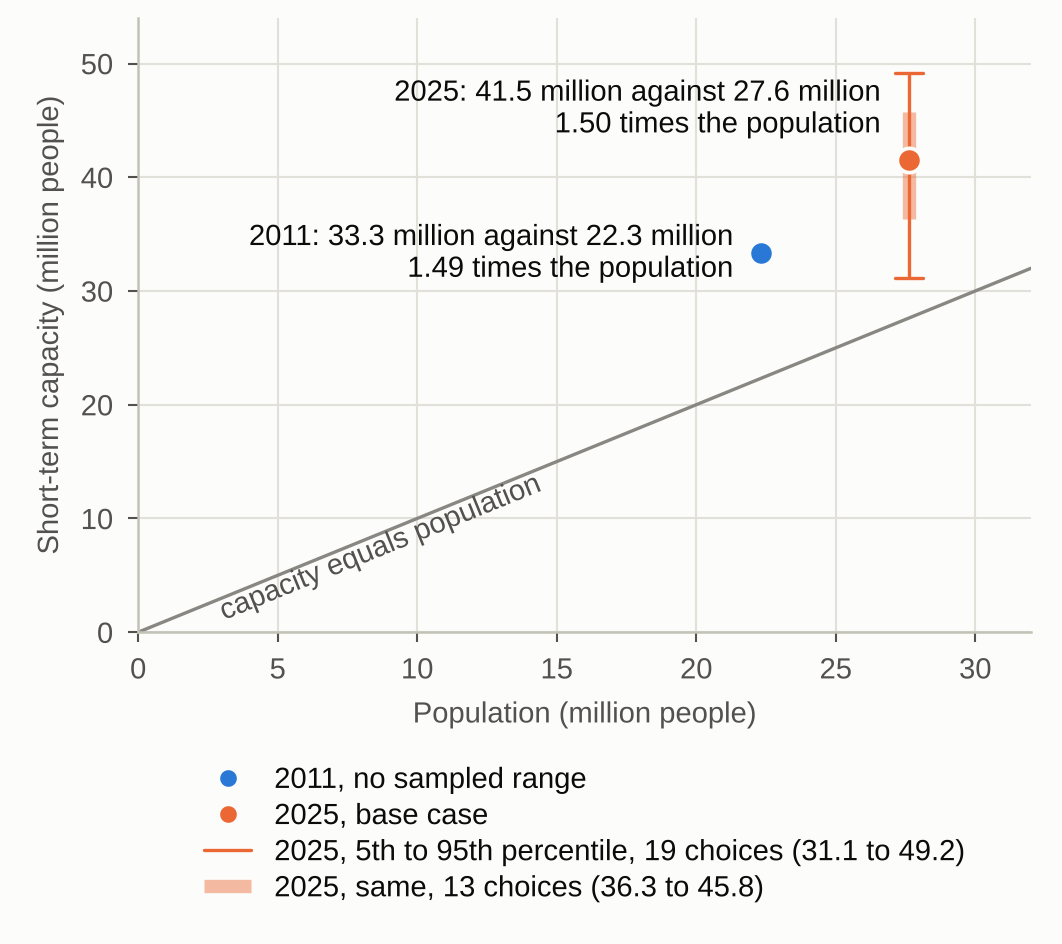 Short-term capacity (million people)
50
40
30
20
10
0
2025: 41.5 million against 27.6 million
1.50 times the population
2011: 33.3 million against 22.3 million
1.49 times the population
capacity equals population
0 5 10 15 20 25 30
Population (million people)
2011, no sampled range
2025, base case
2025, 5th to 95th percentile, 19 choices (31.1 to 49.2)
2025, same, 13 choices (36.3 to 45.8)